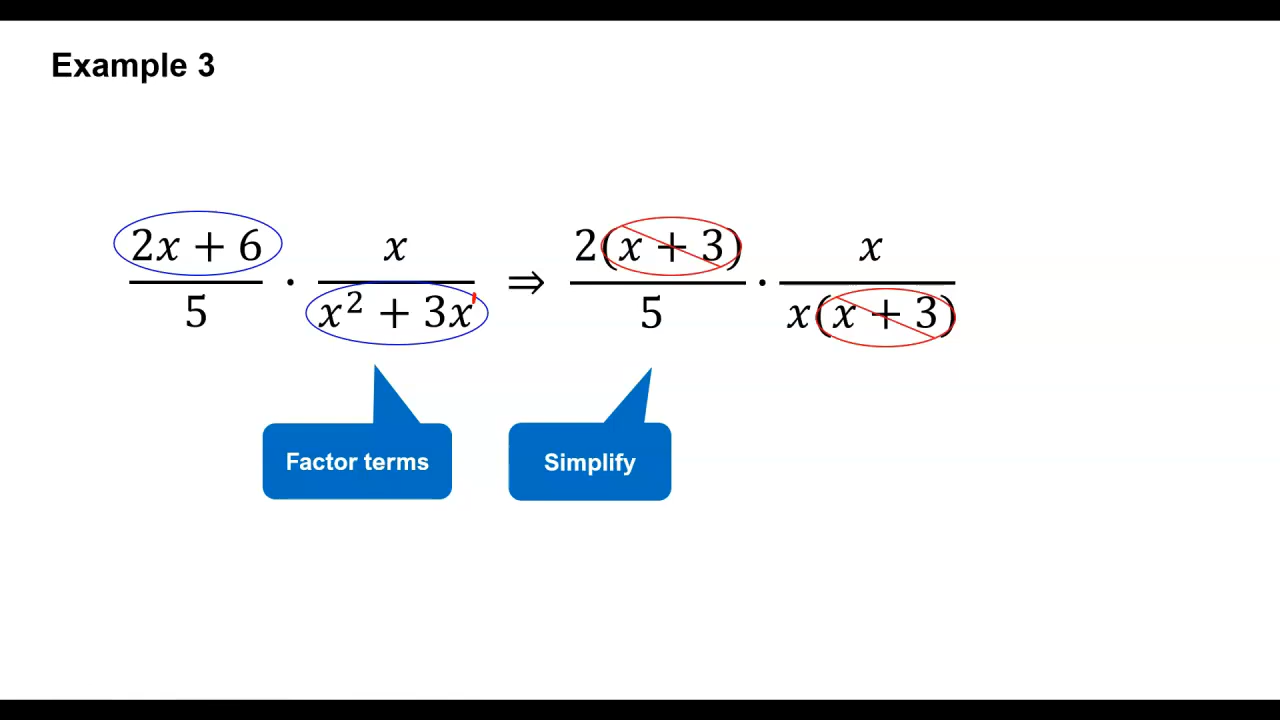 Example 3
(2x + 6)/5 · x/(x² + 3x) ⇒ 2(x + 3)/5 · x/(x(x + 3))
Factor terms
Simplify